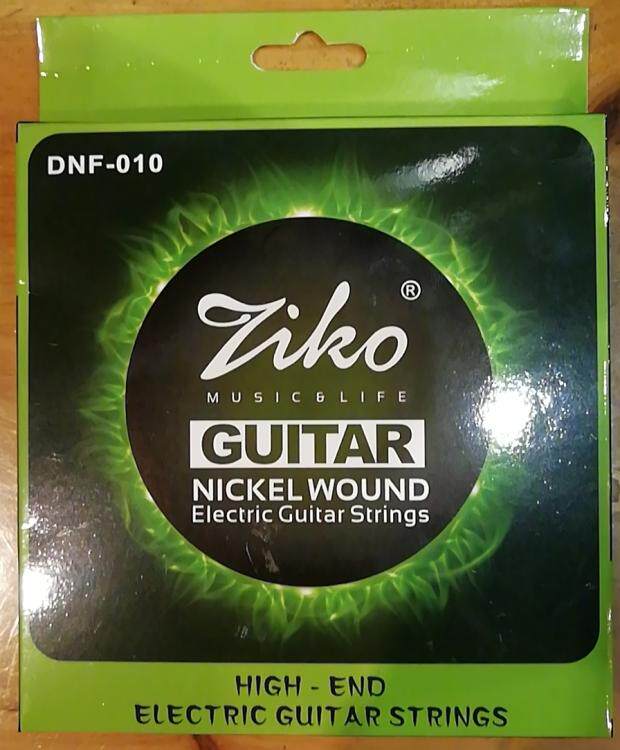 DNF-010
Ziko ®
MUSIC & LIFE
GUITAR
NICKEL WOUND
Electric Guitar Strings
HIGH - END
ELECTRIC GUITAR STRINGS